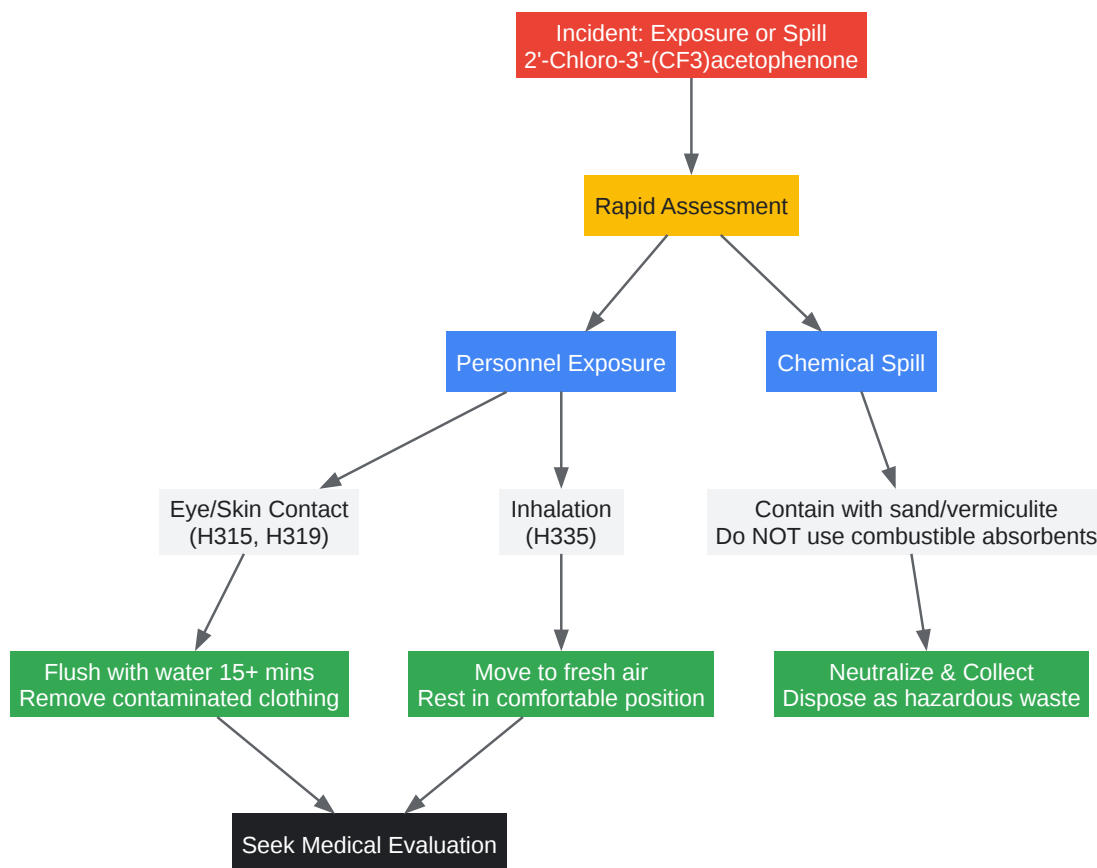 Incident: Exposure or Spill
2'-Chloro-3'-(CF3)acetophenone
Rapid Assessment
Personnel Exposure
Chemical Spill
Eye/Skin Contact
(H315, H319)
Inhalation
(H335)
Contain with sand/vermiculite
Do NOT use combustible absorbents
Flush with water 15+ mins
Remove contaminated clothing
Move to fresh air
Rest in comfortable position
Neutralize & Collect
Dispose as hazardous waste
Seek Medical Evaluation